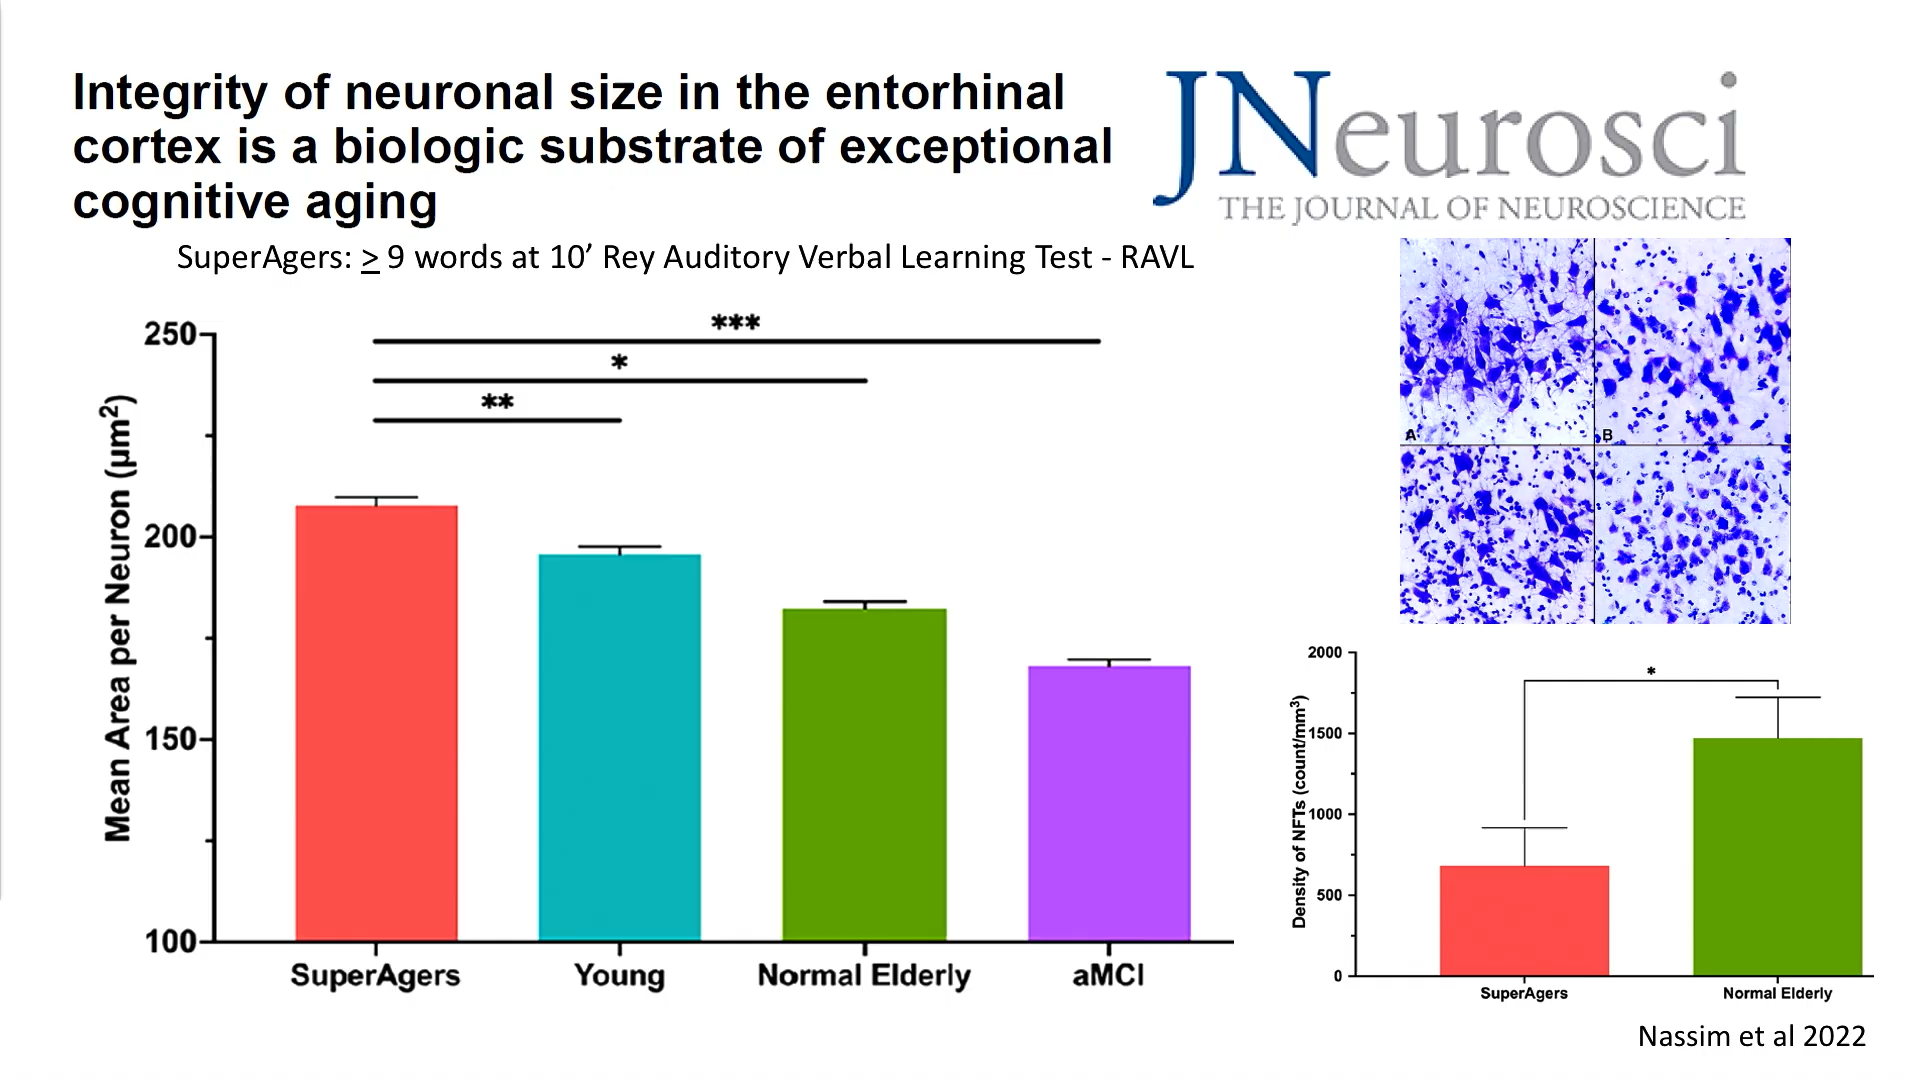 Integrity of neuronal size in the entorhinal
cortex is a biologic substrate of exceptional
cognitive aging
JNeurosci
THE JOURNAL OF NEUROSCIENCE
SuperAgers: ≥ 9 words at 10’ Rey Auditory Verbal Learning Test - RAVL
Mean Area per Neuron (µm²)
250
200
150
100
***
*
**
SuperAgers
Young
Normal Elderly
aMCI
A
B
Density of NFTs (count/mm³)
2000
1500
1000
500
0
*
SuperAgers
Normal Elderly
Nassim et al 2022